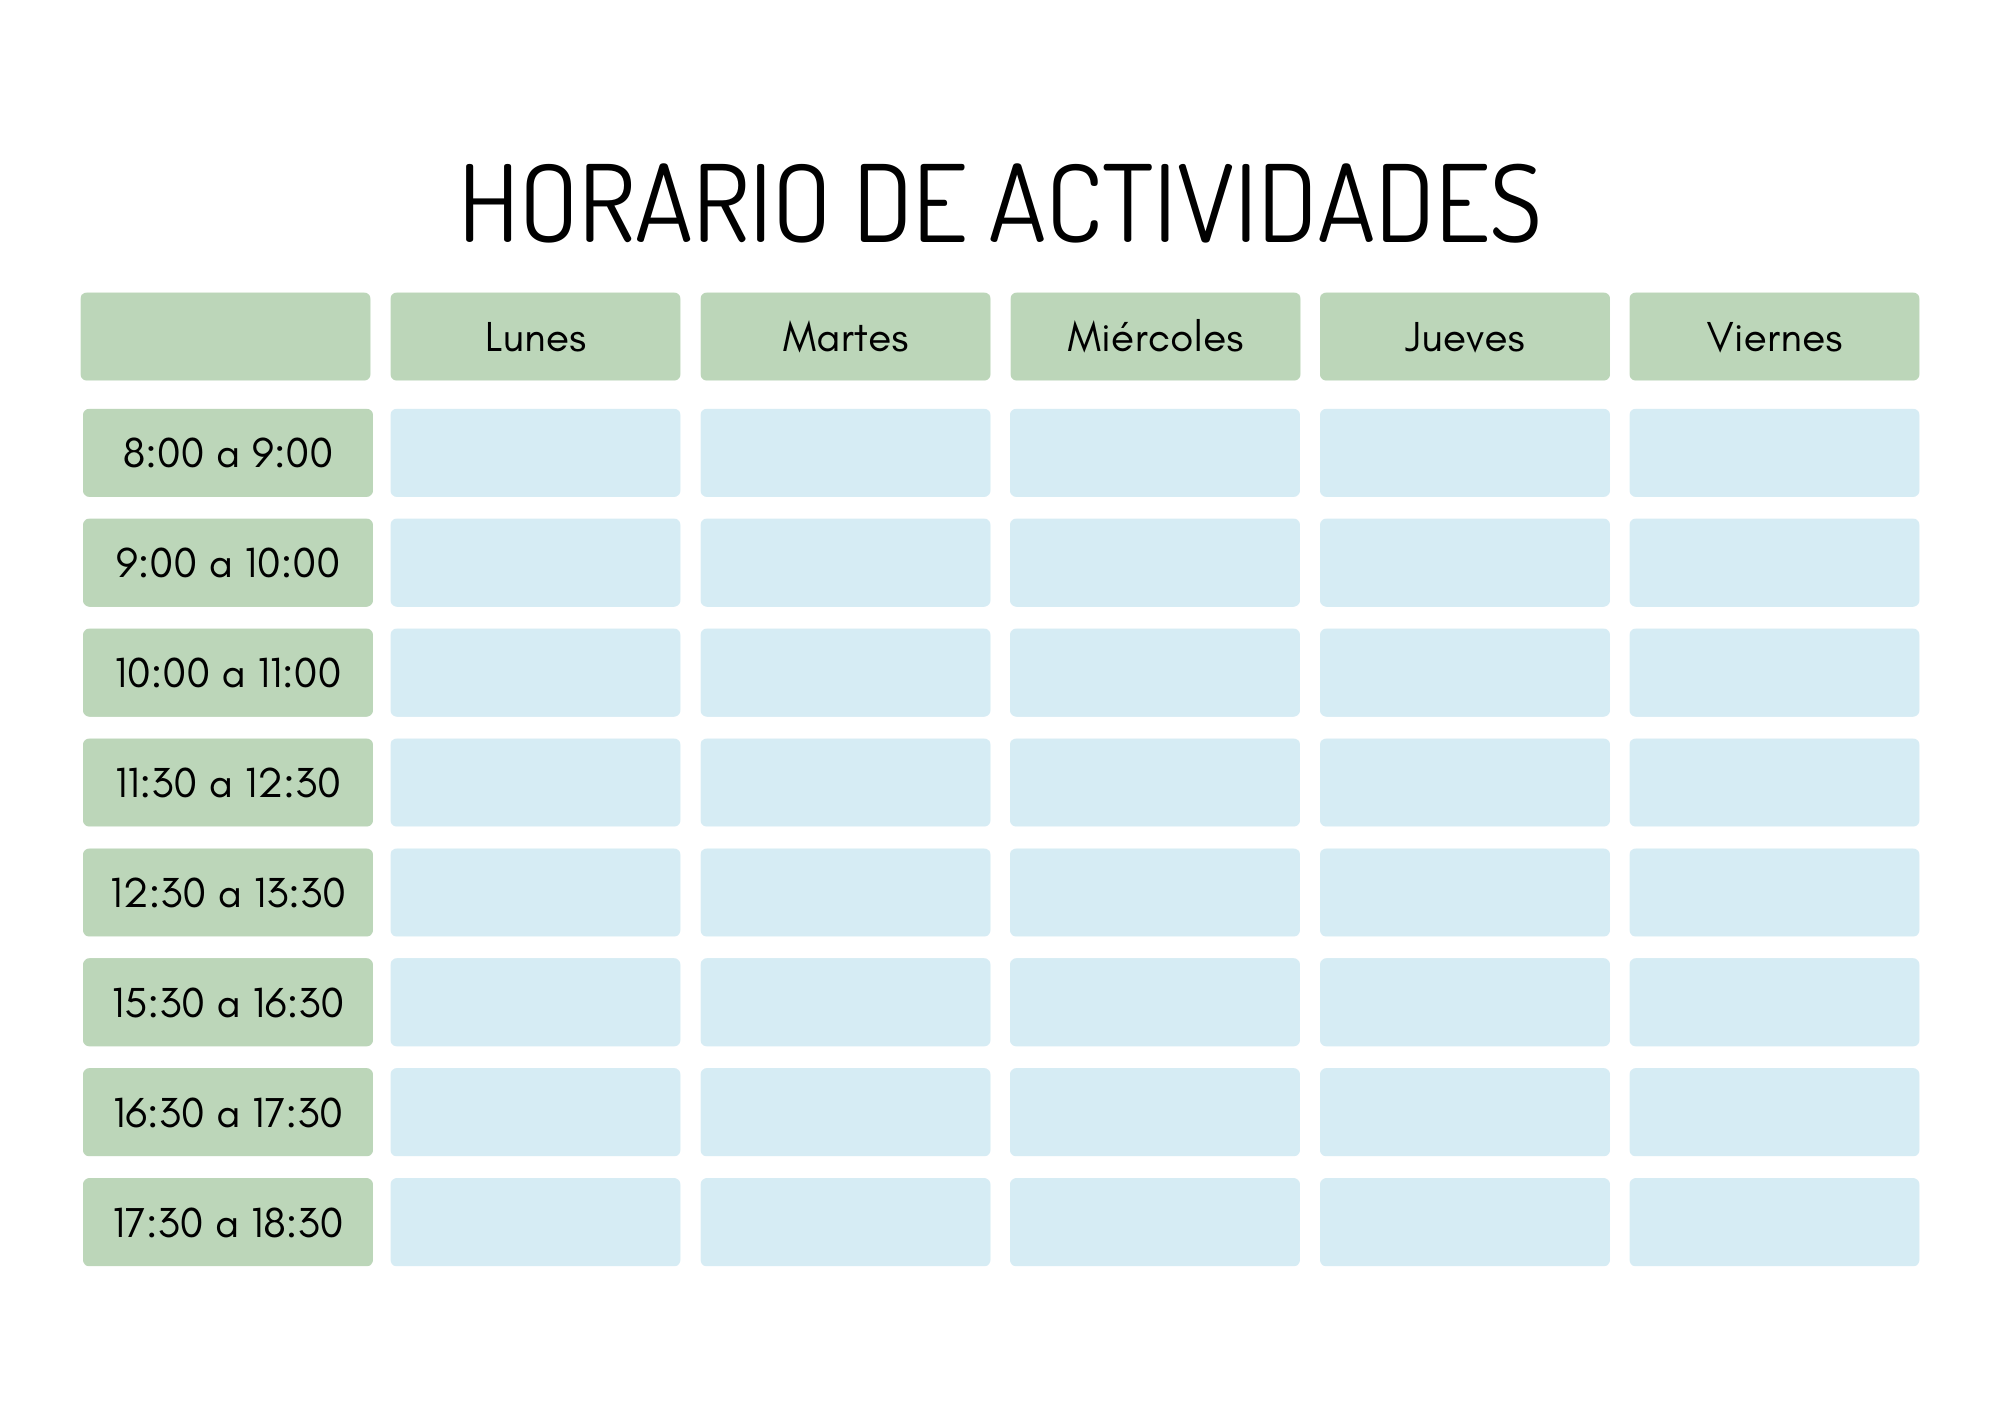 HORARIO DE ACTIVIDADES
Lunes Martes Miércoles Jueves Viernes
8:00 a 9:00
9:00 a 10:00
10:00 a 11:00
11:30 a 12:30
12:30 a 13:30
15:30 a 16:30
16:30 a 17:30
17:30 a 18:30